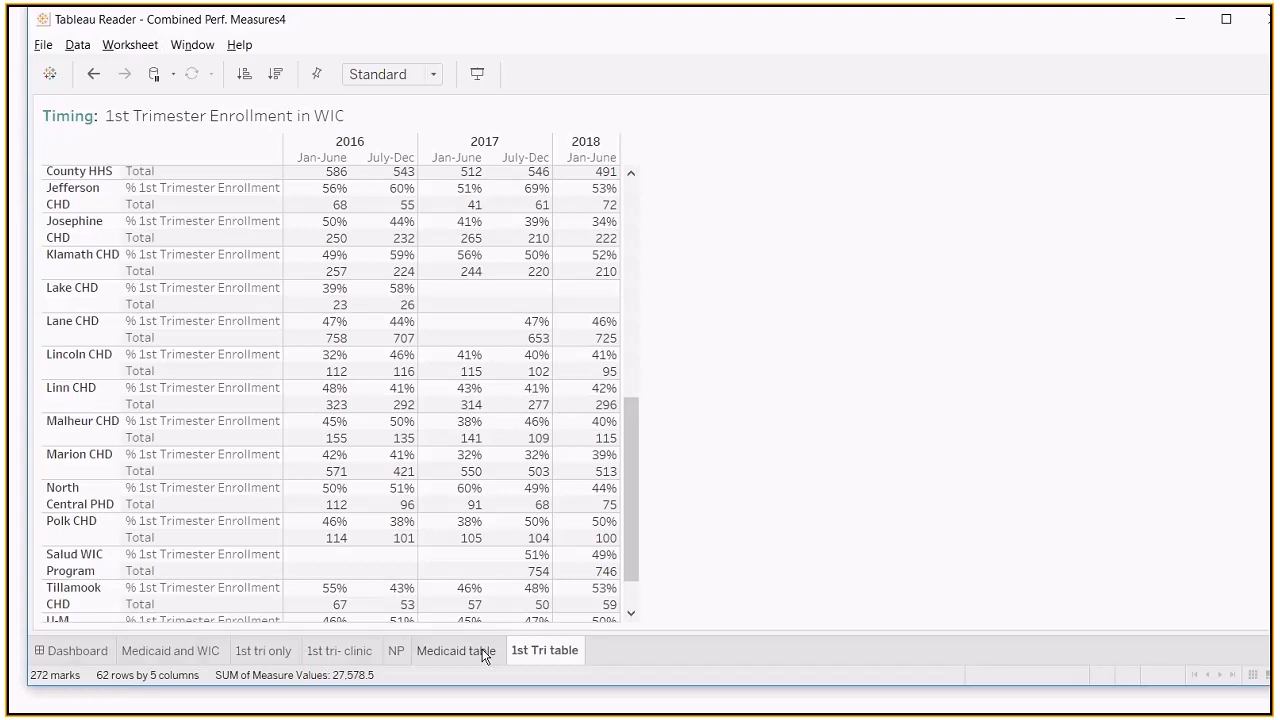 Tableau Reader - Combined Perf. Measures4
File Data Worksheet Window Help
Standard
Timing: 1st Trimester Enrollment in WIC
2016 2017 2018
Jan-June July-Dec Jan-June July-Dec Jan-June
County HHS Total 586 543 512 546 491
Jefferson % 1st Trimester Enrollment 56% 60% 51% 69% 53%
CHD Total 68 55 41 61 72
Josephine % 1st Trimester Enrollment 50% 44% 41% 39% 34%
CHD Total 250 232 265 210 222
Klamath CHD % 1st Trimester Enrollment 49% 59% 56% 50% 52%
Total 257 224 244 220 210
Lake CHD % 1st Trimester Enrollment 39% 58%
Total 23 26
Lane CHD % 1st Trimester Enrollment 47% 44% 47% 46%
Total 758 707 653 725
Lincoln CHD % 1st Trimester Enrollment 32% 46% 41% 40% 41%
Total 112 116 115 102 95
Linn CHD % 1st Trimester Enrollment 48% 41% 43% 41% 42%
Total 323 292 314 277 296
Malheur CHD % 1st Trimester Enrollment 45% 50% 38% 46% 40%
Total 155 135 141 109 115
Marion CHD % 1st Trimester Enrollment 42% 41% 32% 32% 39%
Total 571 421 550 503 513
North % 1st Trimester Enrollment 50% 51% 60% 49% 44%
Central PHD Total 112 96 91 68 75
Polk CHD % 1st Trimester Enrollment 46% 38% 38% 50% 50%
Total 114 101 105 104 100
Salud WIC % 1st Trimester Enrollment 51% 49%
Program Total 754 746
Tillamook % 1st Trimester Enrollment 55% 43% 46% 48% 53%
CHD Total 67 53 57 50 59
U-M % 1st Trimester Enrollment 46% 51% 45% 47% 50%
Dashboard Medicaid and WIC 1st tri only 1st tri- clinic NP Medicaid table 1st Tri table
272 marks 62 rows by 5 columns SUM of Measure Values: 27,578.5